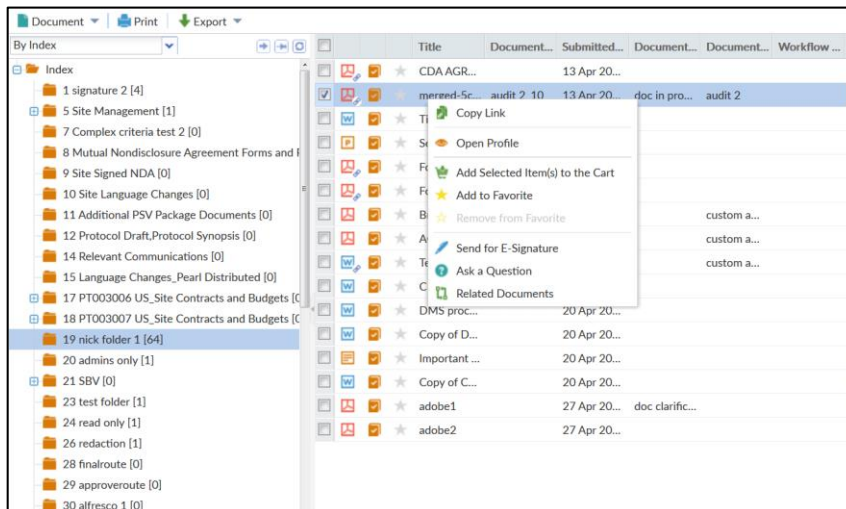 Document Print Export
By Index
Title Document... Submitted... Document... Document... Workflow ...
Index
1 signature 2 [4]
5 Site Management [1]
7 Complex criteria test 2 [0]
8 Mutual Nondisclosure Agreement Forms and
9 Site Signed NDA [0]
10 Site Language Changes [0]
11 Additional PSV Package Documents [0]
12 Protocol Draft,Protocol Synopsis [0]
14 Relevant Communications [0]
15 Language Changes_Pearl Distributed [0]
17 PT003006 US_Site Contracts and Budgets
18 PT003007 US_Site Contracts and Budgets
19 nick folder 1 [64]
20 admins only [1]
21 SBV [0]
23 test folder [1]
24 read only [1]
26 redaction [1]
28 finalroute [0]
29 approveroute [0]
30 alfresco 1 [0]
CDA AGR... 13 Apr 20...
merged-5c... audit 2_10 13 Apr 20... doc in pro... audit 2
Copy Link
Open Profile
Add Selected Item(s) to the Cart
Add to Favorite
Remove from Favorite
Send for E-Signature
Ask a Question
Related Documents
custom a...
custom a...
custom a...
DMS proc... 20 Apr 20...
Copy of D... 20 Apr 20...
Important ... 20 Apr 20...
Copy of C... 20 Apr 20...
adobe1 27 Apr 20... doc clarific...
adobe2 27 Apr 20...